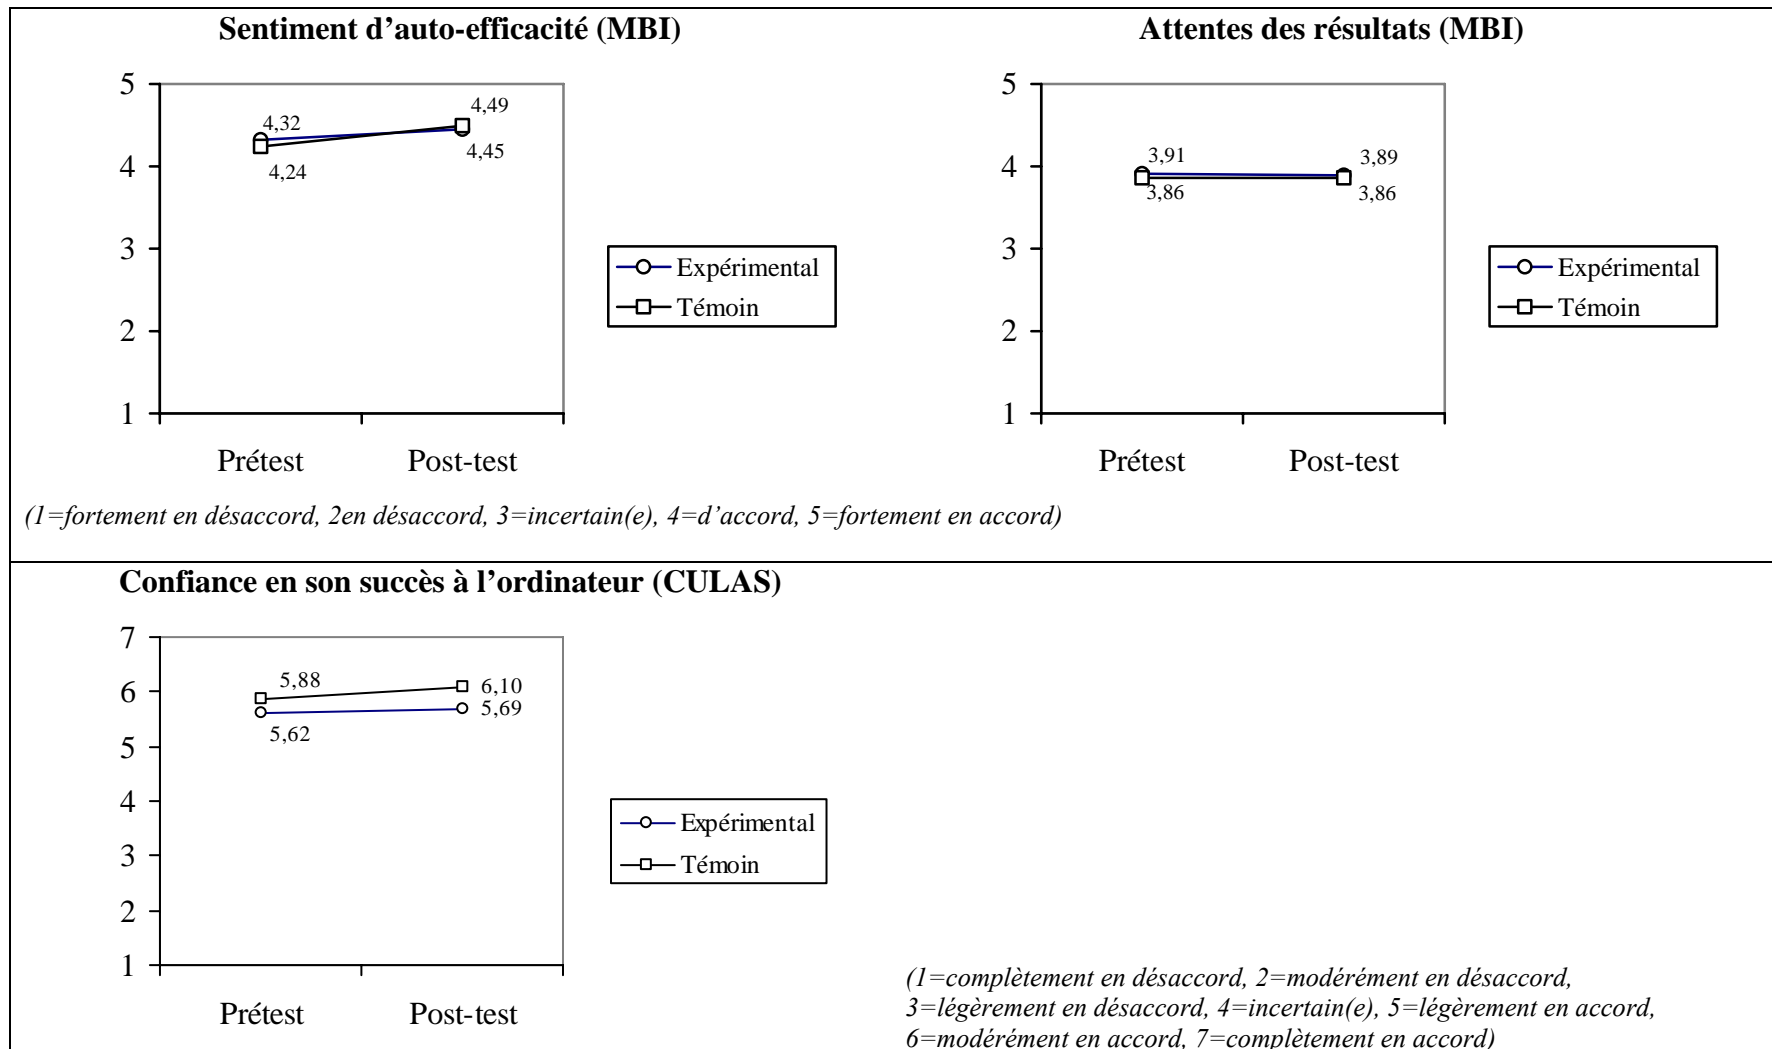 Sentiment d’auto-efficacité (MBI)
5
4
3
2
1
4,32
4,24
4,49
4,45
Prétest Post-test
Expérimental
Témoin
Attentes des résultats (MBI)
5
4
3
2
1
3,91
3,86
3,89
3,86
Prétest Post-test
Expérimental
Témoin
(1=fortement en désaccord, 2en désaccord, 3=incertain(e), 4=d’accord, 5=fortement en accord)
Confiance en son succès à l’ordinateur (CULAS)
7
6
5
4
3
2
1
5,88
5,62
6,10
5,69
Prétest Post-test
Expérimental
Témoin
(1=complètement en désaccord, 2=modérément en désaccord,
3=légèrement en désaccord, 4=incertain(e), 5=légèrement en accord,
6=modérément en accord, 7=complètement en accord)